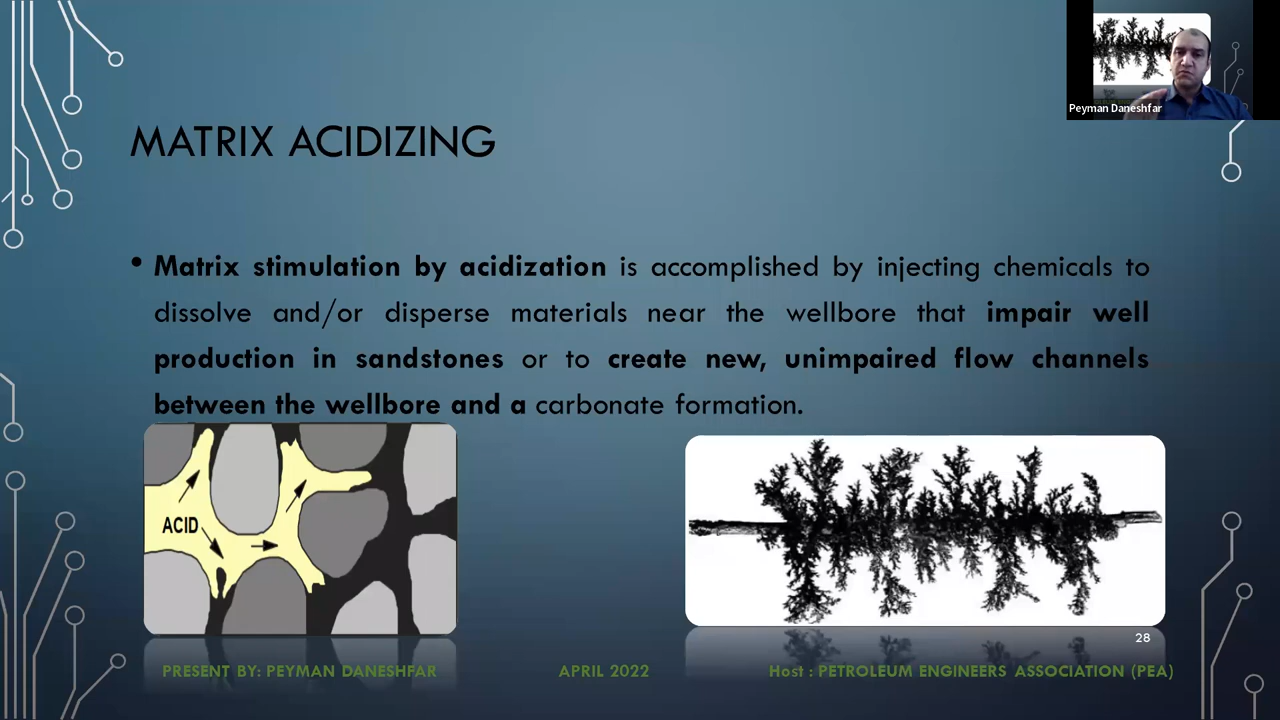 Peyman Daneshfar
MATRIX ACIDIZING
• Matrix stimulation by acidization is accomplished by injecting chemicals to
dissolve and/or disperse materials near the wellbore that impair well
production in sandstones or to create new, unimpaired flow channels
between the wellbore and a carbonate formation.
ACID
28
PRESENT BY: PEYMAN DANESHFAR
APRIL 2022
Host : PETROLEUM ENGINEERS ASSOCIATION (PEA)